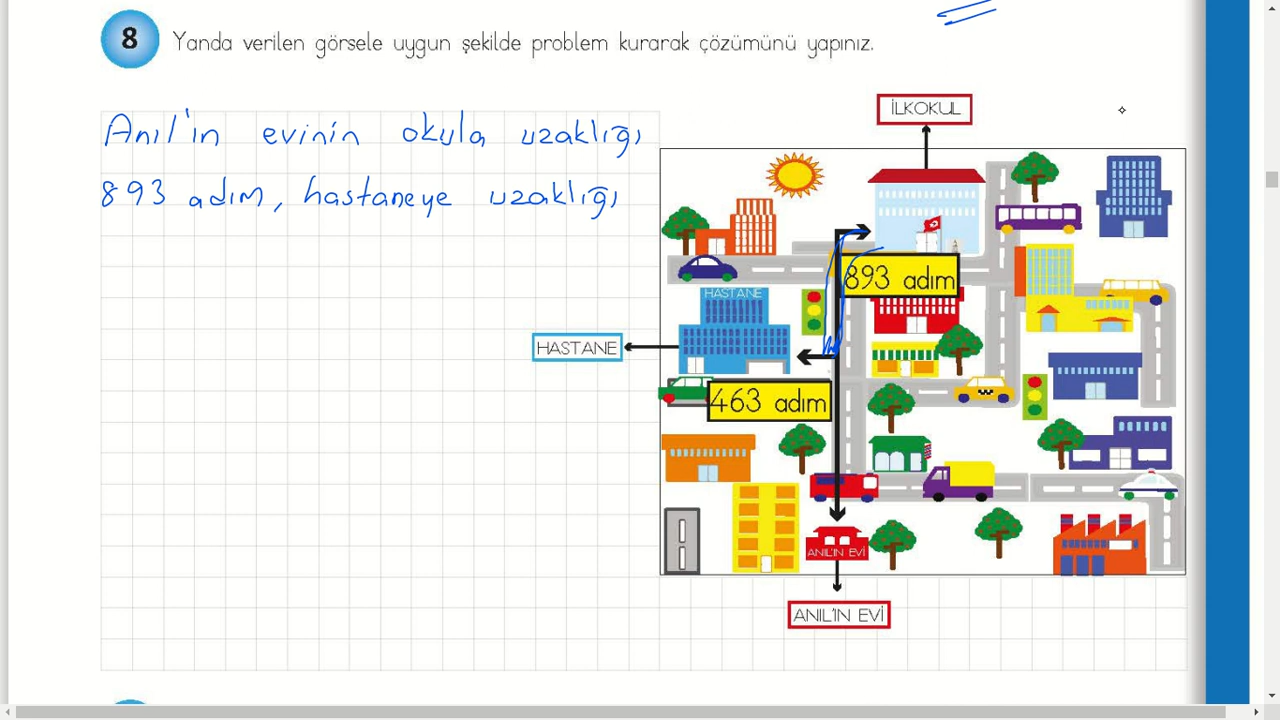 8 Yanda verilen görsele uygun şekilde problem kurarak çözümünü yapınız.
Anıl'ın evinin okula uzaklığı
893 adım, hastaneye uzaklığı
İLKOKUL
893 adım
HASTANE
HASTANE
463 adım
ANIL'IN EVİ
ANIL'IN EVİ